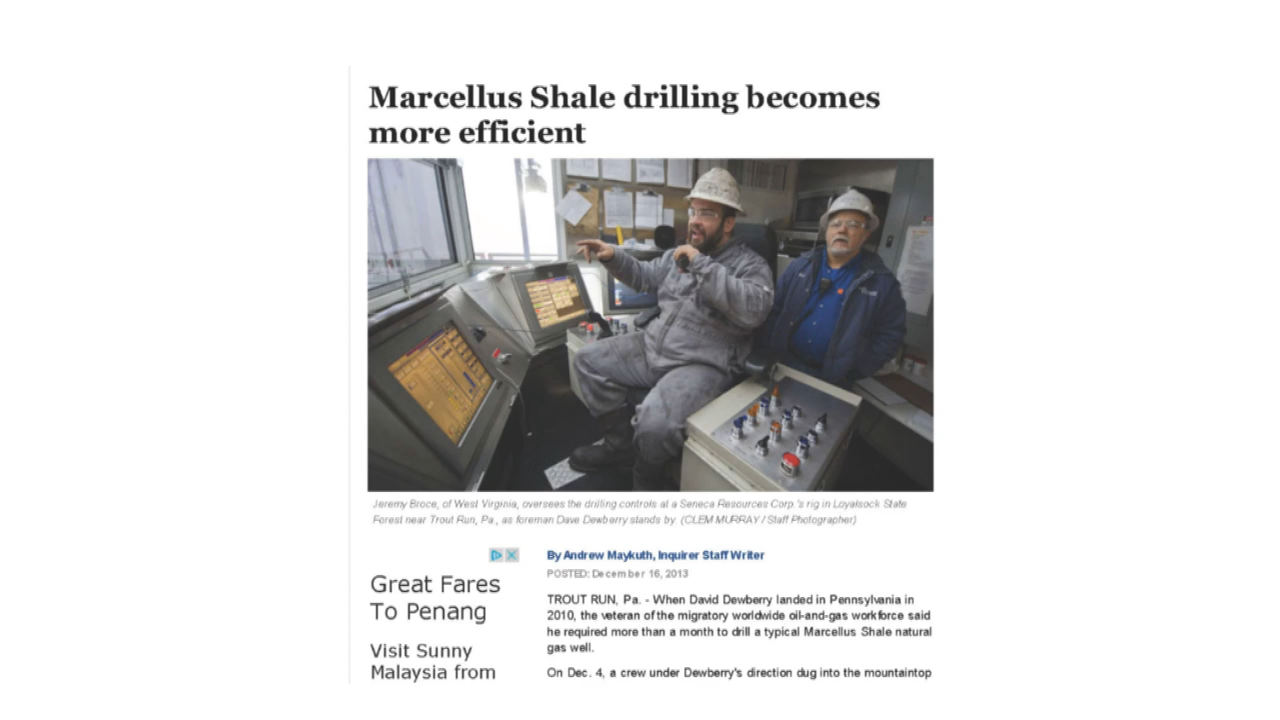 Marcellus Shale drilling becomes
more efficient
Jeremy Broce, of West Virginia, oversees the drilling controls at a Seneca Resources Corp.'s rig in Loyalsock State
Forest near Trout Run, Pa., as foreman Dave Dewberry stands by. (CLEM MURRAY / Staff Photographer)
Great Fares
To Penang
Visit Sunny
Malaysia from
By Andrew Maykuth, Inquirer Staff Writer
POSTED: December 16, 2013
TROUT RUN, Pa. - When David Dewberry landed in Pennsylvania in
2010, the veteran of the migratory worldwide oil-and-gas workforce said
he required more than a month to drill a typical Marcellus Shale natural
gas well.
On Dec. 4, a crew under Dewberry's direction dug into the mountaintop